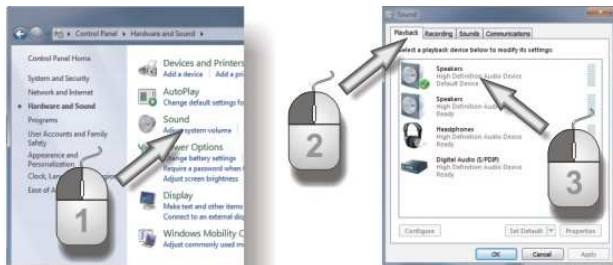 Control Panel ▸ Hardware and Sound ▸
Control Panel Home
System and Security
Network and Internet
Hardware and Sound
Programs
User Accounts and Family
Safety
Appearance and
Personalization
Clock, Lan
Ease of A
Devices and Printers
Add a device
Add a pri
AutoPlay
Change default settings fo
Sound
Adjust system volume
Power Options
Change battery settings
Require a password when t
Adjust screen brightness
Display
Make text and other items
Connect to an external dis
Windows Mobility C
Adjust commonly used m
1
Sound
Playback Recording Sounds Communications
Select a playback device below to modify its settings:
Speakers
High Definition Audio Device
Default Device
Speakers
High Definition Audio Device
Ready
Headphones
High Definition Audio Device
Ready
Digital Audio (S/PDIF)
High Definition Audio Device
Ready
Configure Set Default Properties
OK Cancel Apply
2
3